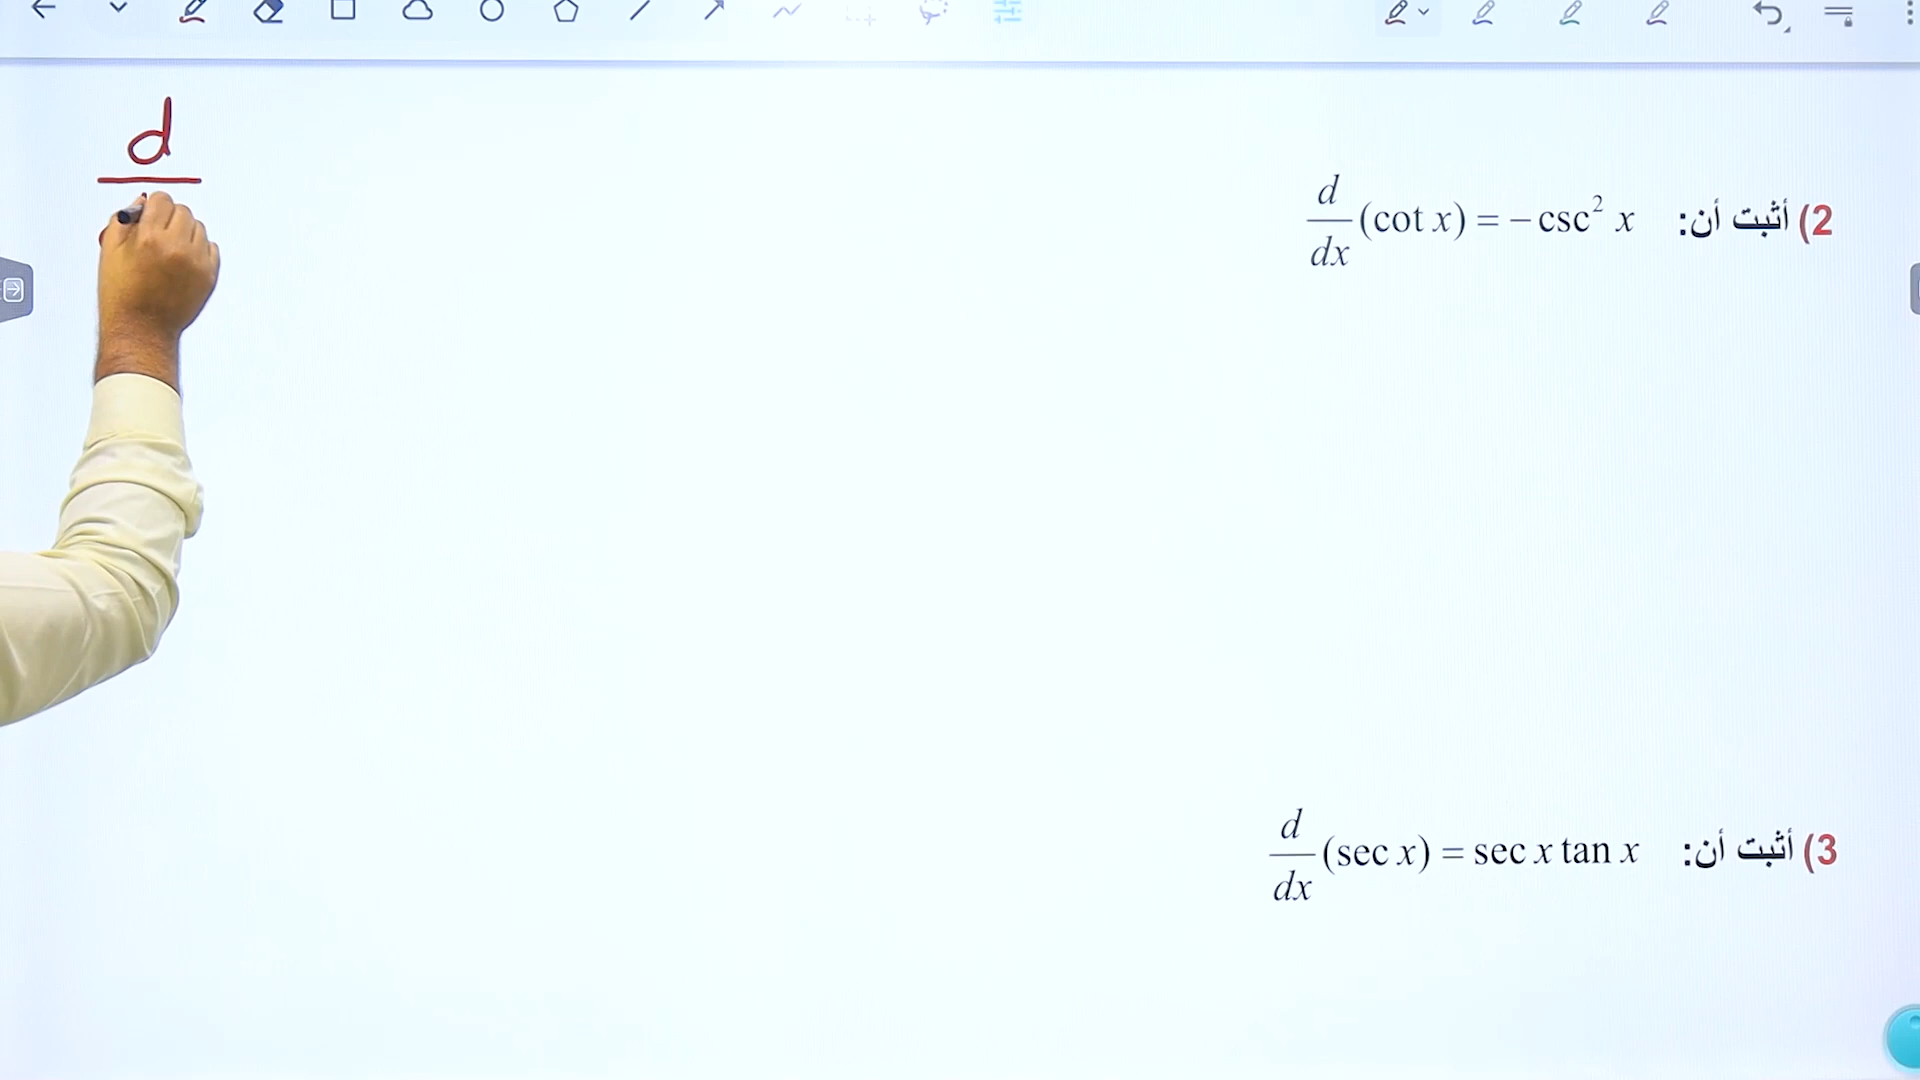 d
2) أثبت أن: d/dx (cot x) = − csc² x
3) أثبت أن: d/dx (sec x) = sec x tan x